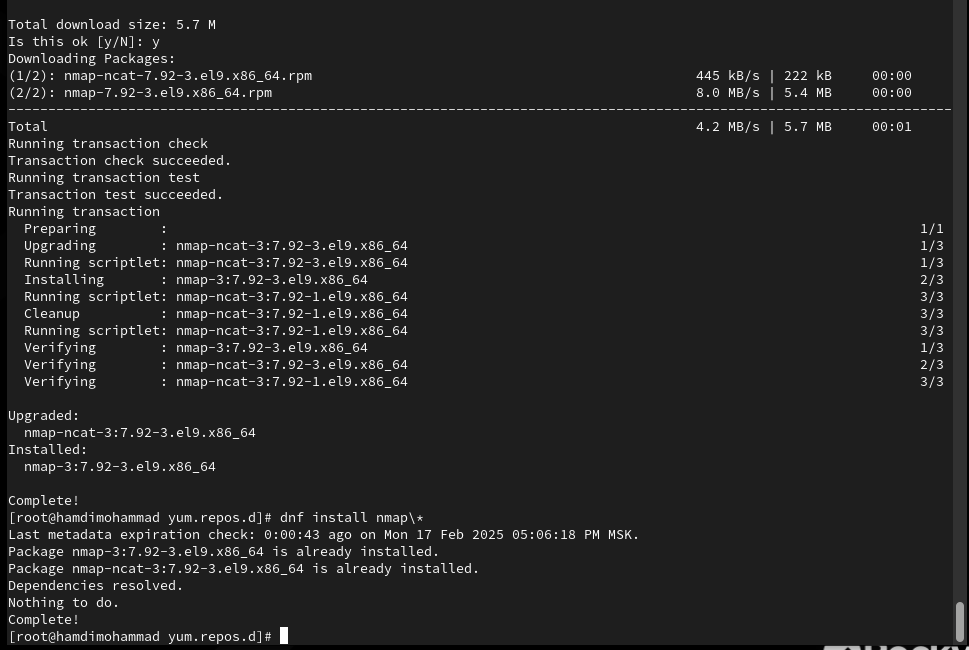 Total download size: 5.7 M
Is this ok [y/N]: y
Downloading Packages:
(1/2): nmap-ncat-7.92-3.el9.x86_64.rpm 445 kB/s | 222 kB 00:00
(2/2): nmap-7.92-3.el9.x86_64.rpm 8.0 MB/s | 5.4 MB 00:00
--------------------------------------------------------------------------------
Total 4.2 MB/s | 5.7 MB 00:01
Running transaction check
Transaction check succeeded.
Running transaction test
Transaction test succeeded.
Running transaction
Preparing : 1/1
Upgrading : nmap-ncat-3:7.92-3.el9.x86_64 1/3
Running scriptlet: nmap-ncat-3:7.92-3.el9.x86_64 1/3
Installing : nmap-3:7.92-3.el9.x86_64 2/3
Running scriptlet: nmap-ncat-3:7.92-1.el9.x86_64 3/3
Cleanup : nmap-ncat-3:7.92-1.el9.x86_64 3/3
Running scriptlet: nmap-ncat-3:7.92-1.el9.x86_64 3/3
Verifying : nmap-3:7.92-3.el9.x86_64 1/3
Verifying : nmap-ncat-3:7.92-3.el9.x86_64 2/3
Verifying : nmap-ncat-3:7.92-1.el9.x86_64 3/3
Upgraded:
nmap-ncat-3:7.92-3.el9.x86_64
Installed:
nmap-3:7.92-3.el9.x86_64
Complete!
[root@hamdimohammad yum.repos.d]# dnf install nmap\*
Last metadata expiration check: 0:00:43 ago on Mon 17 Feb 2025 05:06:18 PM MSK.
Package nmap-3:7.92-3.el9.x86_64 is already installed.
Package nmap-ncat-3:7.92-3.el9.x86_64 is already installed.
Dependencies resolved.
Nothing to do.
Complete!
[root@hamdimohammad yum.repos.d]#